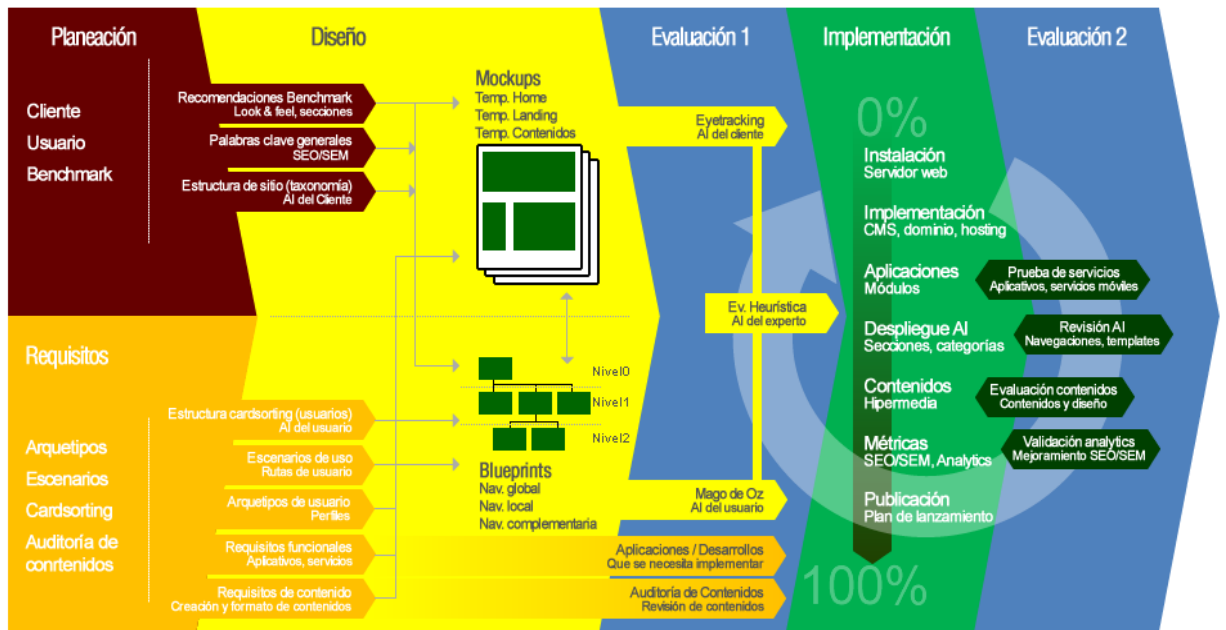 Planeación
Diseño
Evaluación 1
Implementación
Evaluación 2
Cliente
Usuario
Benchmark
Recomendaciones Benchmark
Look & feel, secciones
Palabras clave generales
SEO/SEM
Estructura de sitio (taxonomía)
AI del Cliente
Mockups
Temp. Home
Temp. Landing
Temp. Contenidos
Eyetracking
AI del cliente
Ev. Heurística
AI del experto
Requisitos
Arquetipos
Escenarios
Cardsorting
Auditoría de
conrtenidos
Estructura cardsorting (usuarios)
AI del usuario
Escenarios de uso
Rutas de usuario
Arquetipos de usuario
Perfiles
Requisitos funcionales
Aplicativos, servicios
Requisitos de contenido
Creación y formato de contenidos
Nivel0
Nivel1
Nivel2
Blueprints
Nav. global
Nav. local
Nav. complementaria
Mago de Oz
AI del usuario
Aplicaciones / Desarrollos
Que se necesita implementar
Auditoría de Contenidos
Revisión de contenidos
0%
Instalación
Servidor web
Implementación
CMS, dominio, hosting
Aplicaciones
Módulos
Despliegue AI
Secciones, categorías
Contenidos
Hipermedia
Métricas
SEO/SEM, Analytics
Publicación
Plan de lanzamiento
100%
Prueba de servicios
Aplicativos, servicios móviles
Revisión AI
Navegaciones, templates
Evaluación contenidos
Contenidos y diseño
Validación analytics
Mejoramiento SEO/SEM